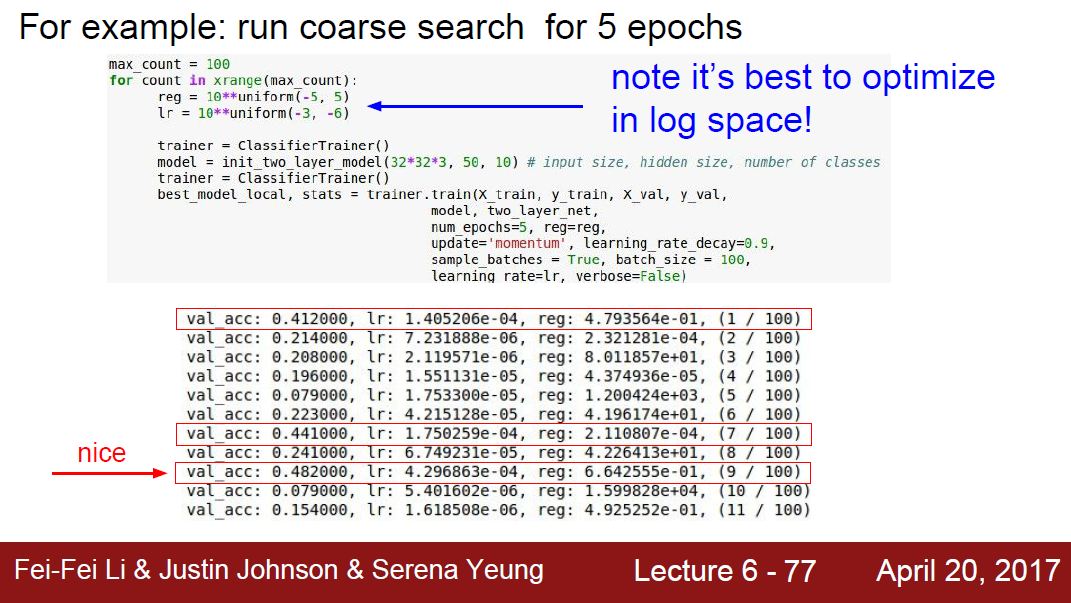 For example: run coarse search for 5 epochs
max_count = 100
for count in xrange(max_count):
reg = 10**uniform(-5, 5)
lr = 10**uniform(-3, -6)
note it's best to optimize
in log space!
trainer = ClassifierTrainer()
model = init_two_layer_model(32*32*3, 50, 10) # input size, hidden size, number of classes
trainer = ClassifierTrainer()
best_model_local, stats = trainer.train(X_train, y_train, X_val, y_val,
model, two_layer_net,
num_epochs=5, reg=reg,
update='momentum', learning_rate_decay=0.9,
sample_batches = True, batch_size = 100,
learning_rate=lr, verbose=False)
val_acc: 0.412000, lr: 1.405206e-04, reg: 4.793564e-01, (1 / 100)
val_acc: 0.214000, lr: 7.231888e-06, reg: 2.321281e-04, (2 / 100)
val_acc: 0.208000, lr: 2.119571e-06, reg: 8.011857e+01, (3 / 100)
val_acc: 0.196000, lr: 1.551131e-05, reg: 4.374936e-05, (4 / 100)
val_acc: 0.079000, lr: 1.753300e-05, reg: 1.200424e+03, (5 / 100)
val_acc: 0.223000, lr: 4.215128e-05, reg: 4.196174e+01, (6 / 100)
val_acc: 0.441000, lr: 1.750259e-04, reg: 2.110807e-04, (7 / 100)
val_acc: 0.241000, lr: 6.749231e-05, reg: 4.226413e+01, (8 / 100)
nice
val_acc: 0.482000, lr: 4.296863e-04, reg: 6.642555e-01, (9 / 100)
val_acc: 0.079000, lr: 5.401602e-06, reg: 1.599828e+04, (10 / 100)
val_acc: 0.154000, lr: 1.618508e-06, reg: 4.925252e-01, (11 / 100)
Fei-Fei Li & Justin Johnson & Serena Yeung
Lecture 6 - 77
April 20, 2017